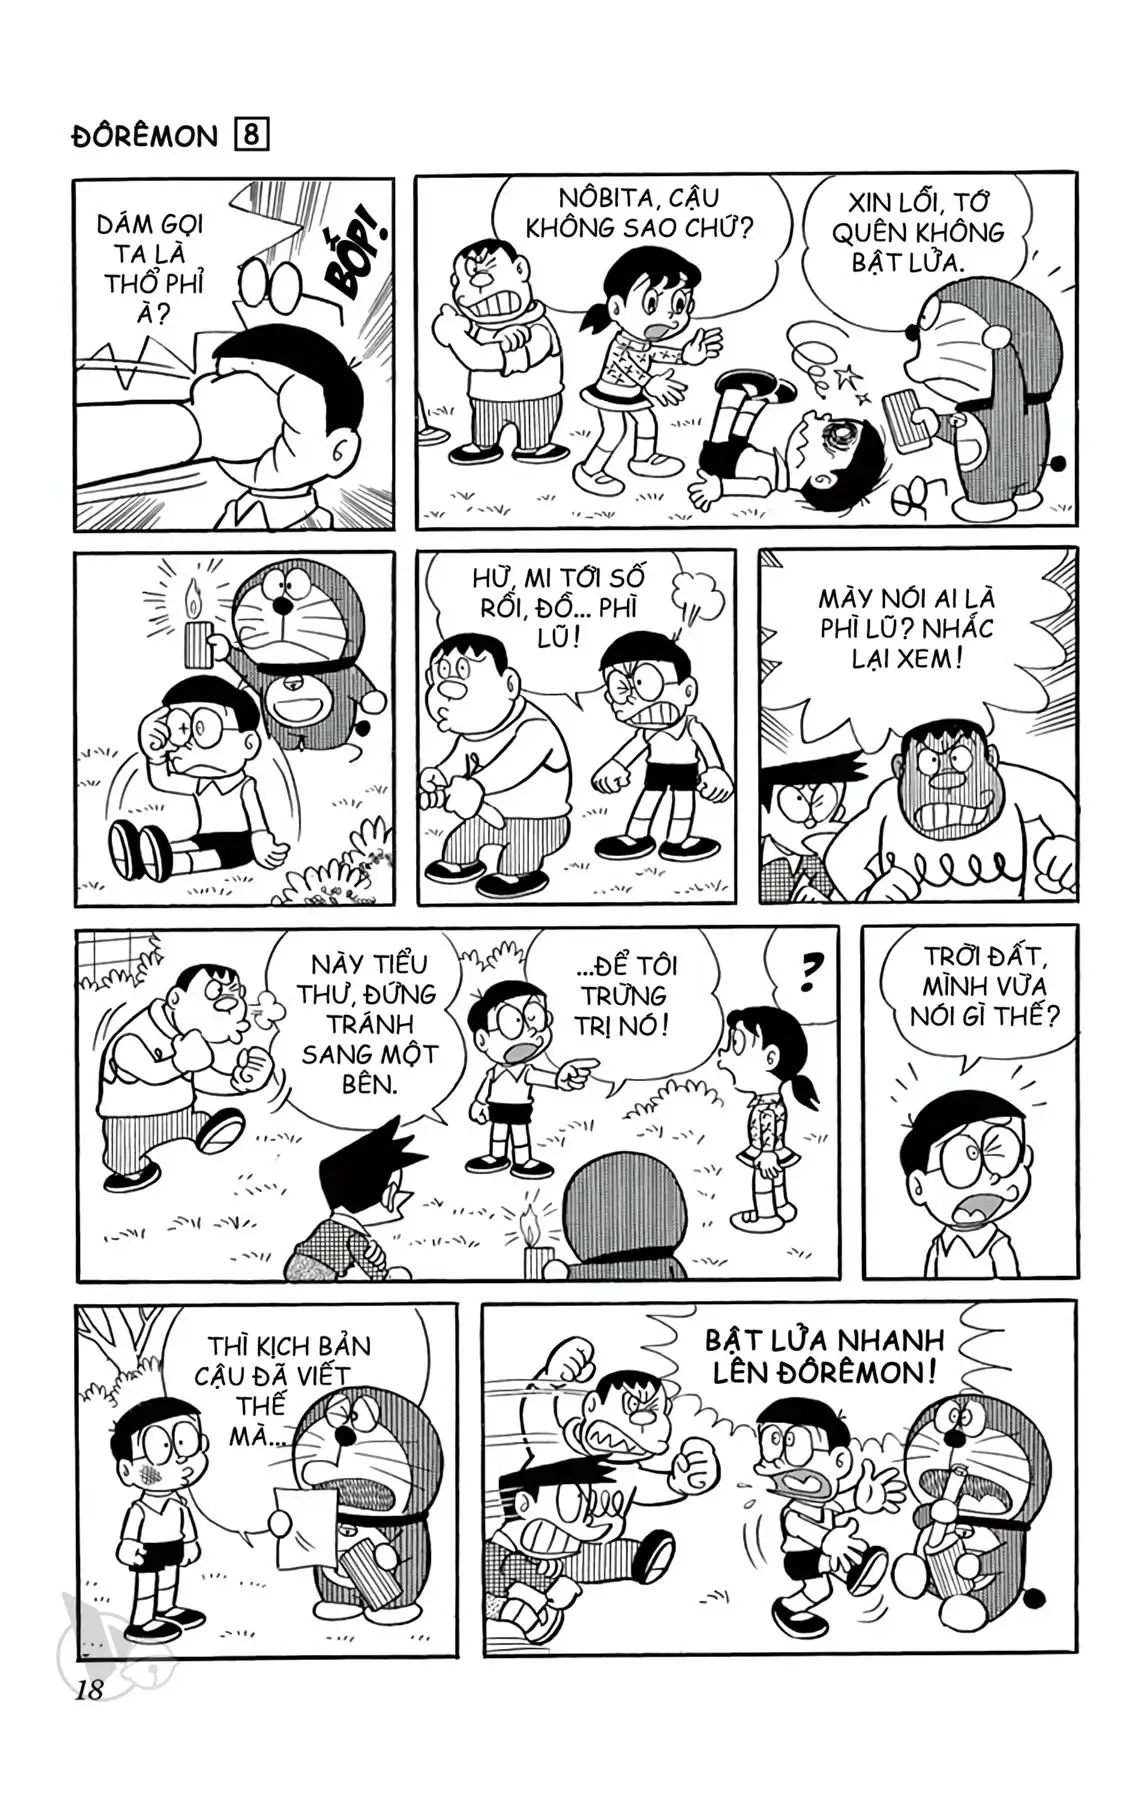 ĐÔRÊMON 8
DÁM GỌI
TA LÀ
THỔ PHỈ
À?
BỐP!
NÔBITA, CẬU
KHÔNG SAO CHỨ?
XIN LỖI, TỚ
QUÊN KHÔNG
BẬT LỬA.
HỪ, MI TỚI SỐ
RỒI, ĐỒ... PHÌ
LŨ!
MÀY NÓI AI LÀ
PHÌ LŨ? NHẮC
LẠI XEM!
NÀY TIỂU
THƯ, ĐỨNG
TRÁNH
SANG MỘT
BÊN.
...ĐỂ TÔI
TRỪNG
TRỊ NÓ!
?
TRỜI ĐẤT,
MÌNH VỪA
NÓI GÌ THẾ?
THÌ KỊCH BẢN
CẬU ĐÃ VIẾT
THẾ
MÀ...
BẬT LỬA NHANH
LÊN ĐÔRÊMON!
18